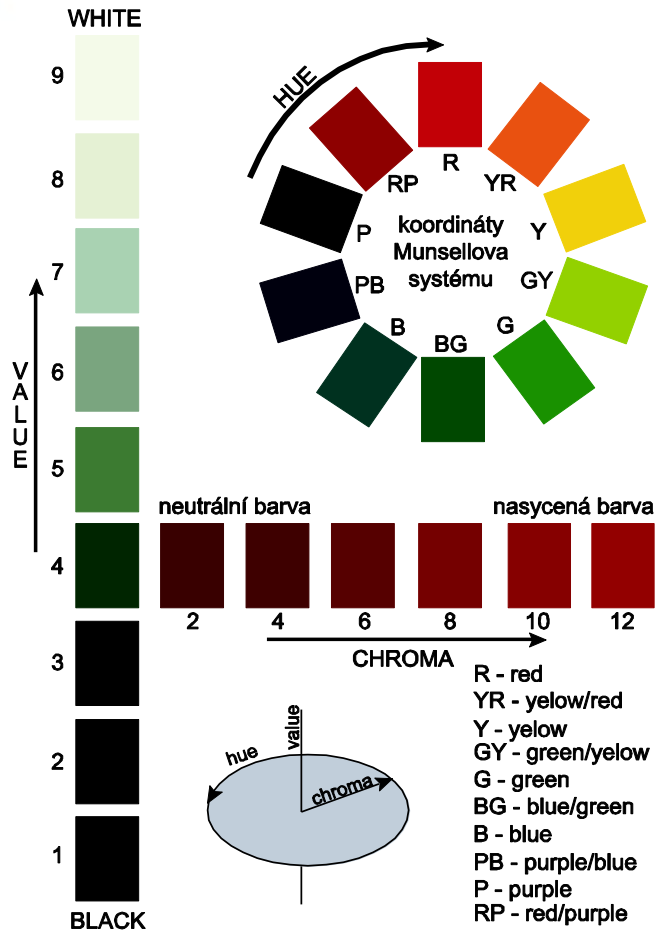 WHITE
9
8
7
6
5
4
3
2
1
BLACK
VALUE
HUE
R
YR
Y
GY
G
BG
B
PB
P
RP
koordináty
Munsellova
systému
neutrální barva
nasycená barva
2 4 6 8 10 12
CHROMA
hue
value
chroma
R - red
YR - yelow/red
Y - yelow
GY - green/yelow
G - green
BG - blue/green
B - blue
PB - purple/blue
P - purple
RP - red/purple